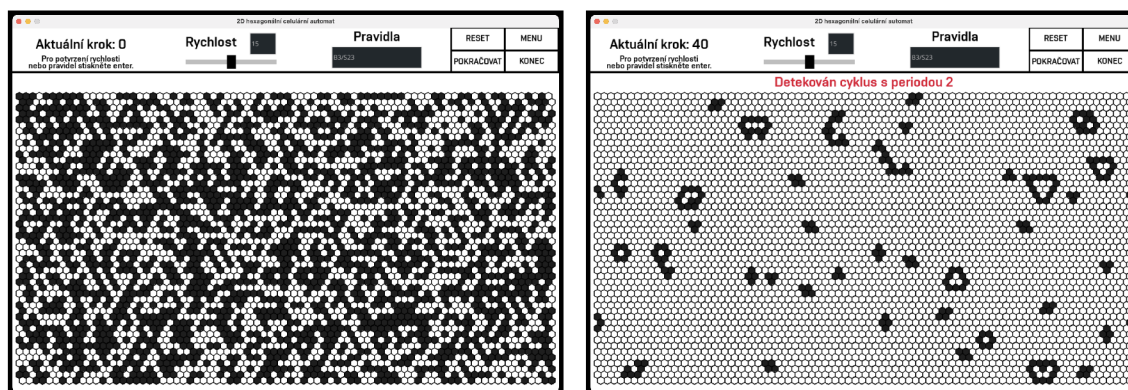 2D hexagonální celulární automat
Aktuální krok: 0
Pro potvrzení rychlosti
nebo pravidel stiskněte enter.
Rychlost
15
Pravidla
B3/S23
RESET
MENU
POKRAČOVAT
KONEC
2D hexagonální celulární automat
Aktuální krok: 40
Pro potvrzení rychlosti
nebo pravidel stiskněte enter.
Rychlost
15
Pravidla
B3/S23
RESET
MENU
POKRAČOVAT
KONEC
Detekován cyklus s periodou 2